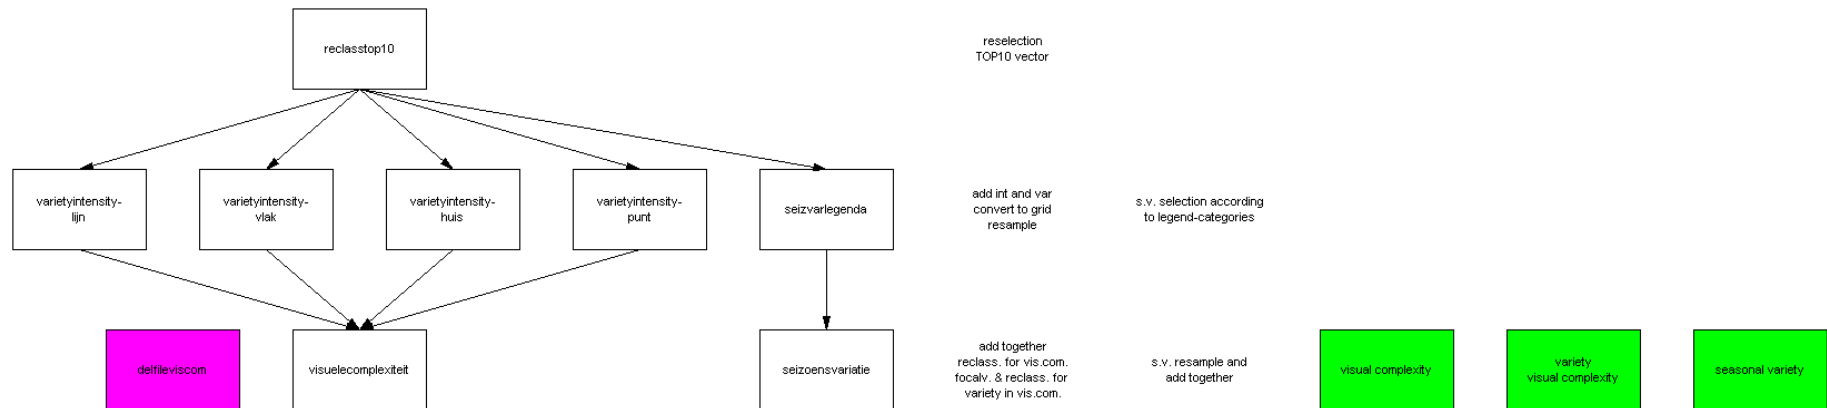 reclasstop10
reselection
TOP10 vector
varietyintensity-
lijn
varietyintensity-
vlak
varietyintensity-
huis
varietyintensity-
punt
seizvarlegenda
add int and var
convert to grid
resample
s.v. selection according
to legend-categories
delfileviscom
visuelecomplexiteit
seizoensvariatie
add together
reclass. for vis.com.
focalv. & reclass. for
variety in vis.com.
s.v. resample and
add together
visual complexity
variety
visual complexity
seasonal variety